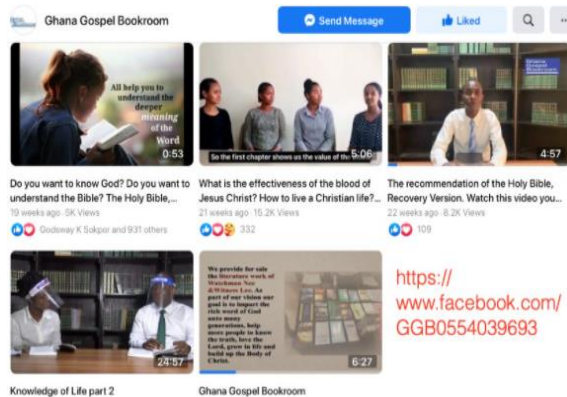 Ghana Gospel Bookroom
Send Message
Liked
All help you to
understand the
deeper
meaning
of the
Word
0:53
So the first chapter shows us the value of the
5:06
4:57
Do you want to know God? Do you want to
understand the Bible? The Holy Bible,...
19 weeks ago · 5K Views
Godsway K Sokpor and 931 others
What is the effectiveness of the blood of
Jesus Christ? How to live a Christian life?...
21 weeks ago · 15.2K Views
332
The recommendation of the Holy Bible,
Recovery Version. Watch this video you...
22 weeks ago · 8.2K Views
109
24:57
We provide for sale
the literature work of
Watchman Nee
&Witness Lee. As
part of our vision our
goal is to impart the
rich word of God
into many
generations, help
more people to know
the truth, love the
Lord, grow in life and
build up the Body of
Christ.
6:27
https://
www.facebook.com/
GGB0554039693
Knowledge of Life part 2
Ghana Gospel Bookroom